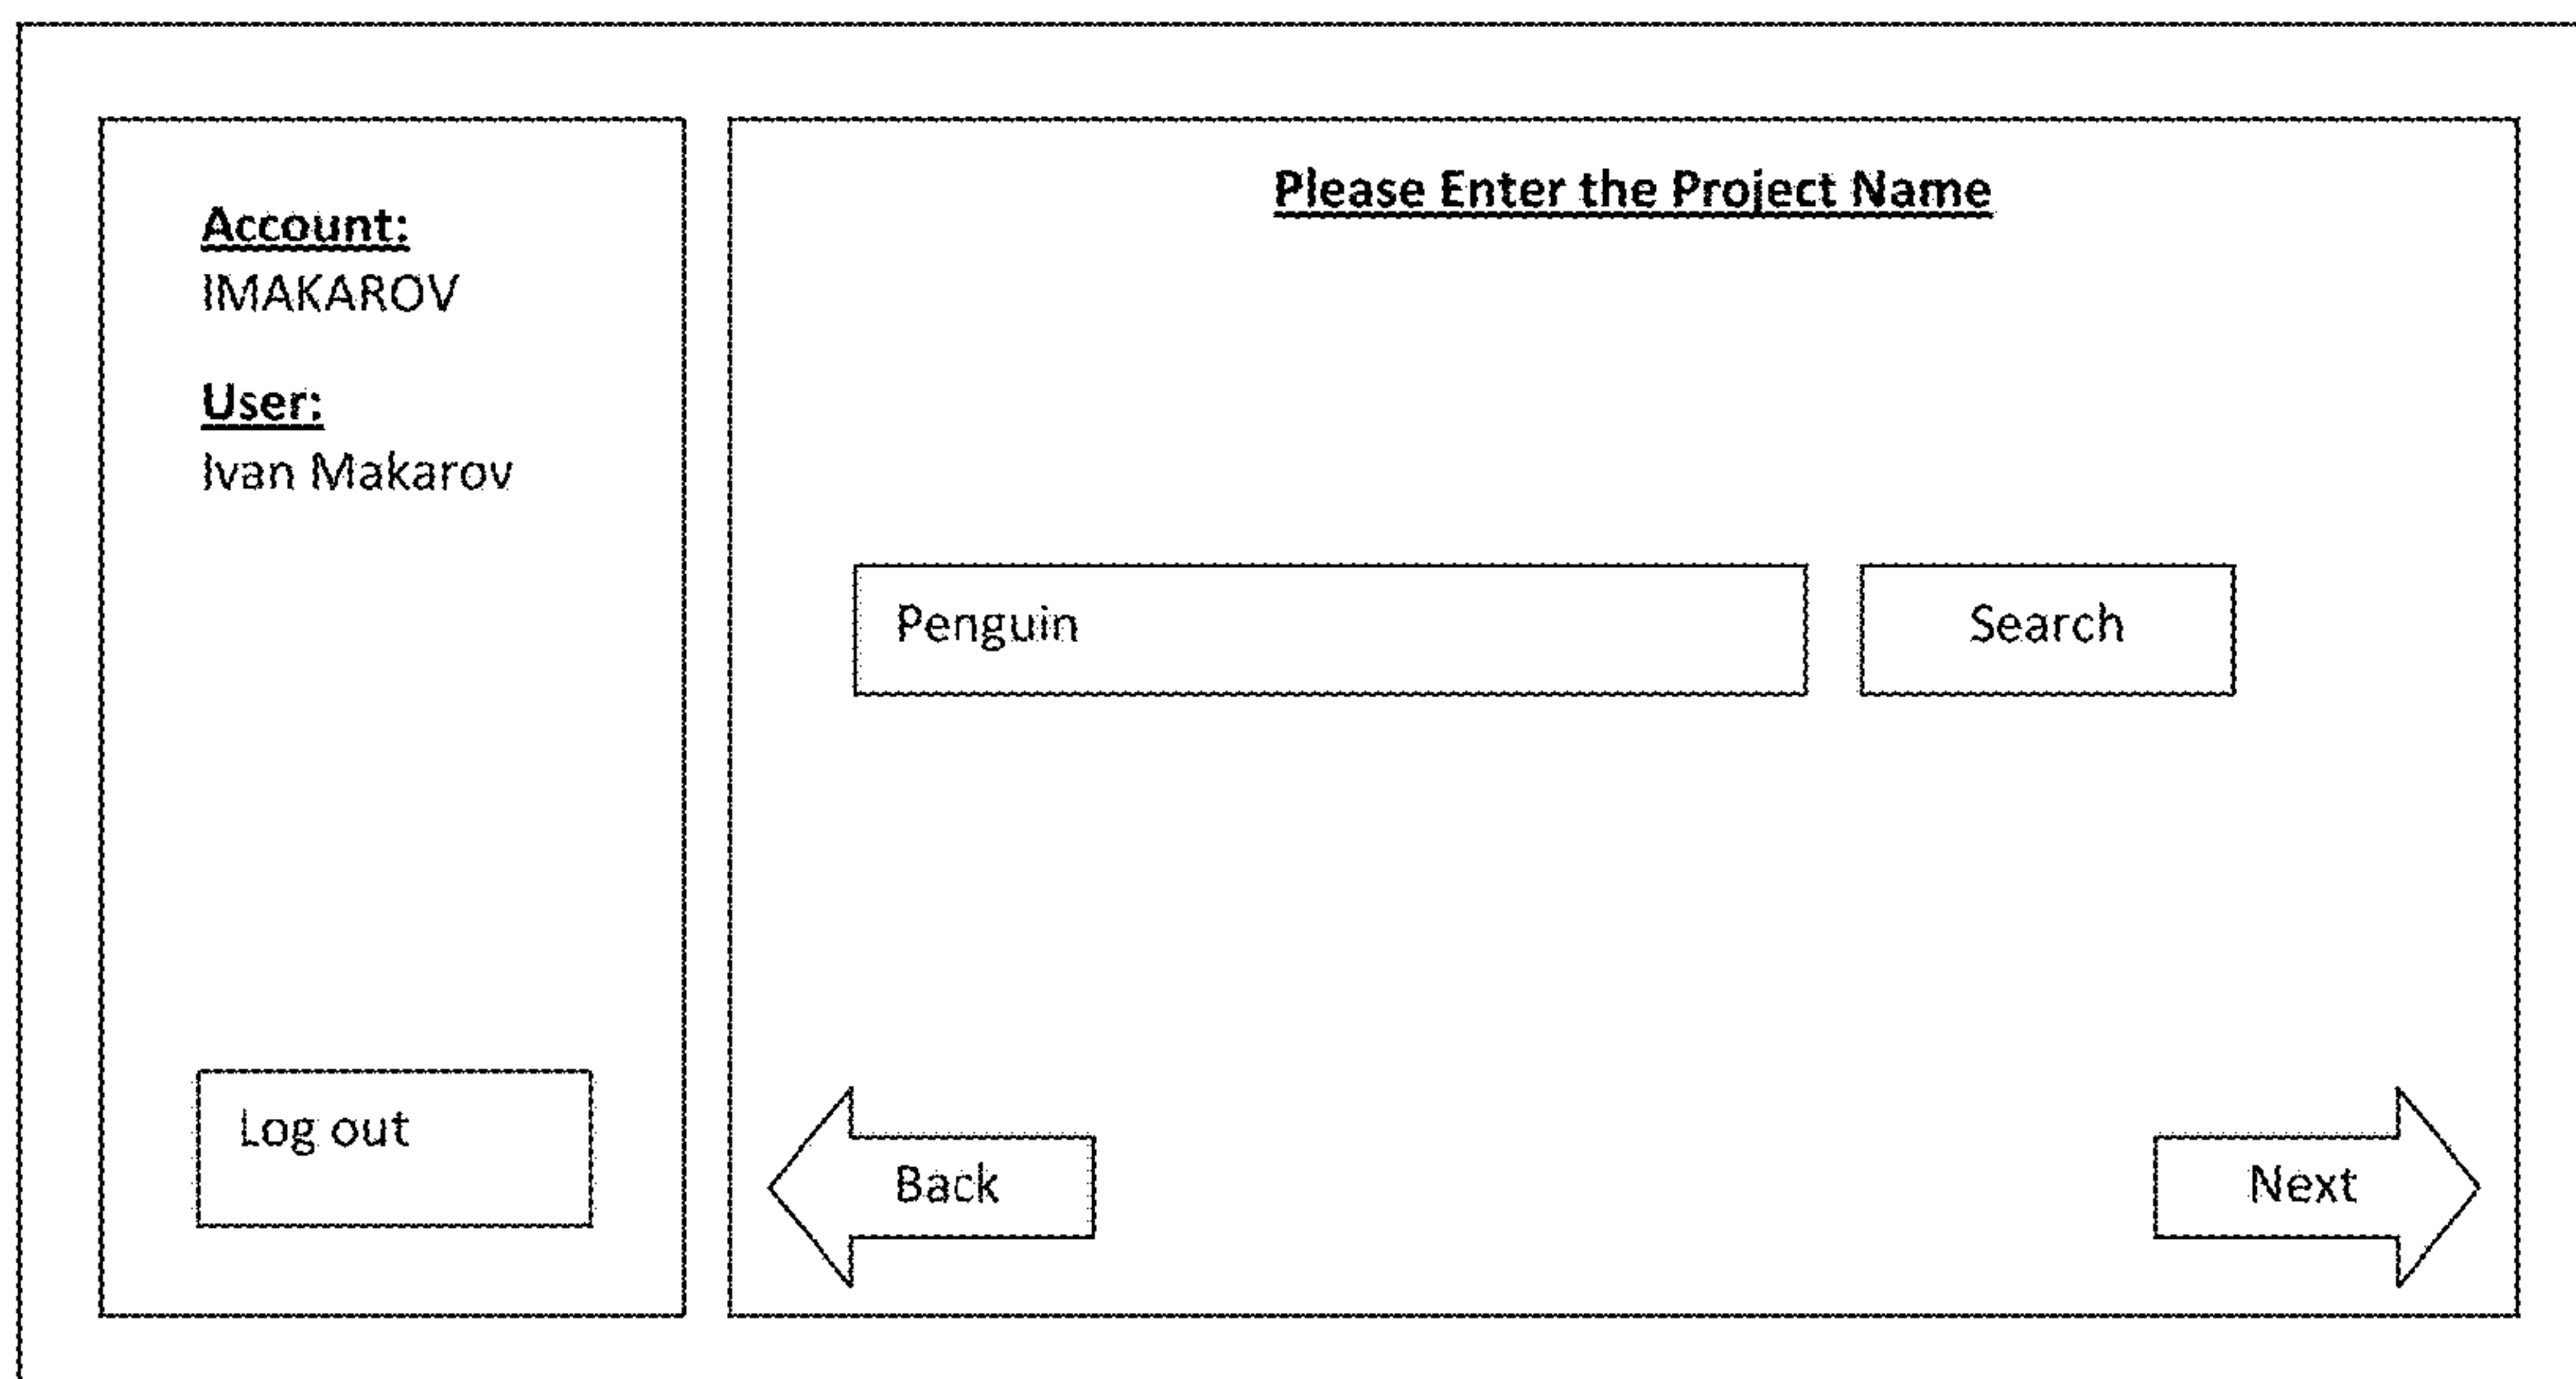 Account:
IMAKAROV
User:
Ivan Makarov
Log out
Please Enter the Project Name
Penguin
Search
Back
Next